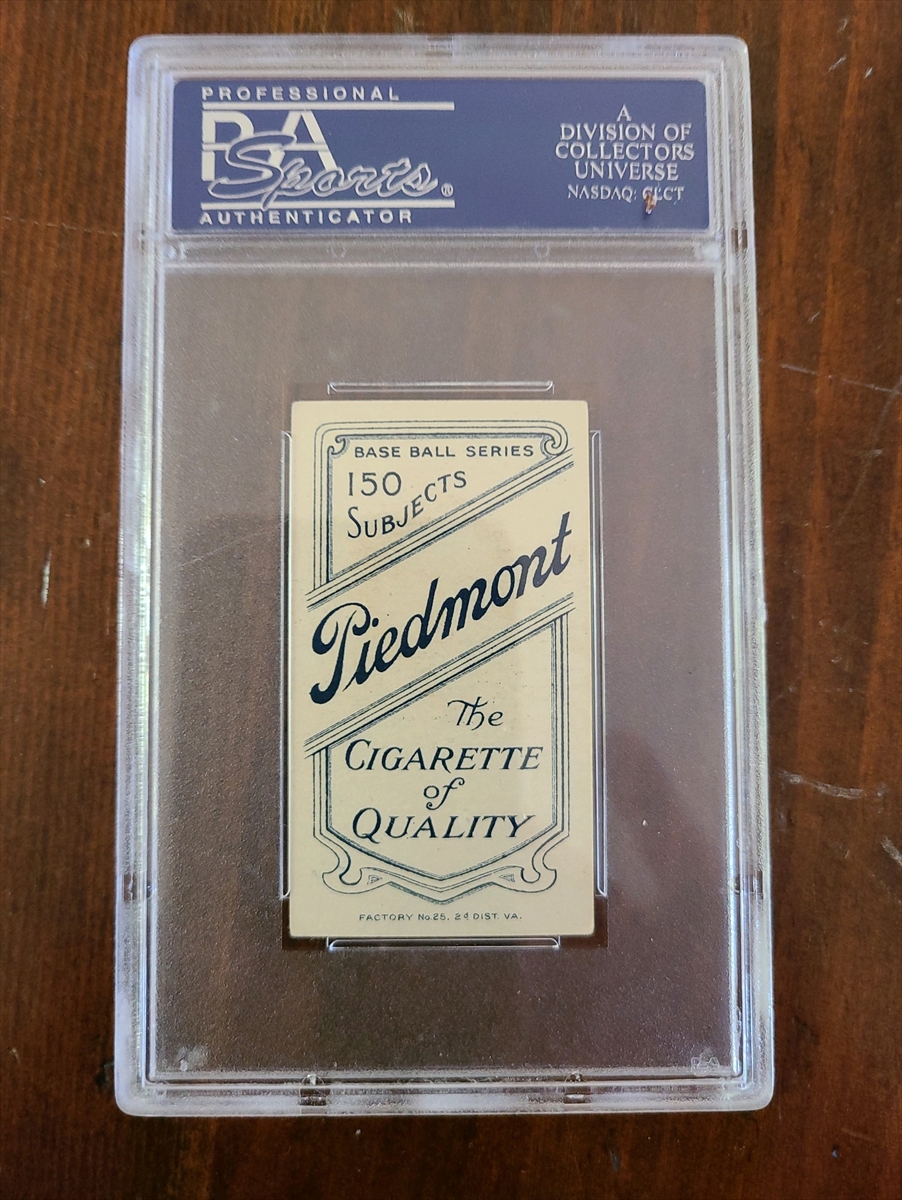 PROFESSIONAL
PSA
Sports®
AUTHENTICATOR
A
DIVISION OF
COLLECTORS
UNIVERSE
NASDAQ: CLCT
BASE BALL SERIES
150
SUBJECTS
Piedmont
The
CIGARETTE
of
QUALITY
FACTORY No. 25, 2d DIST. VA.
PSA